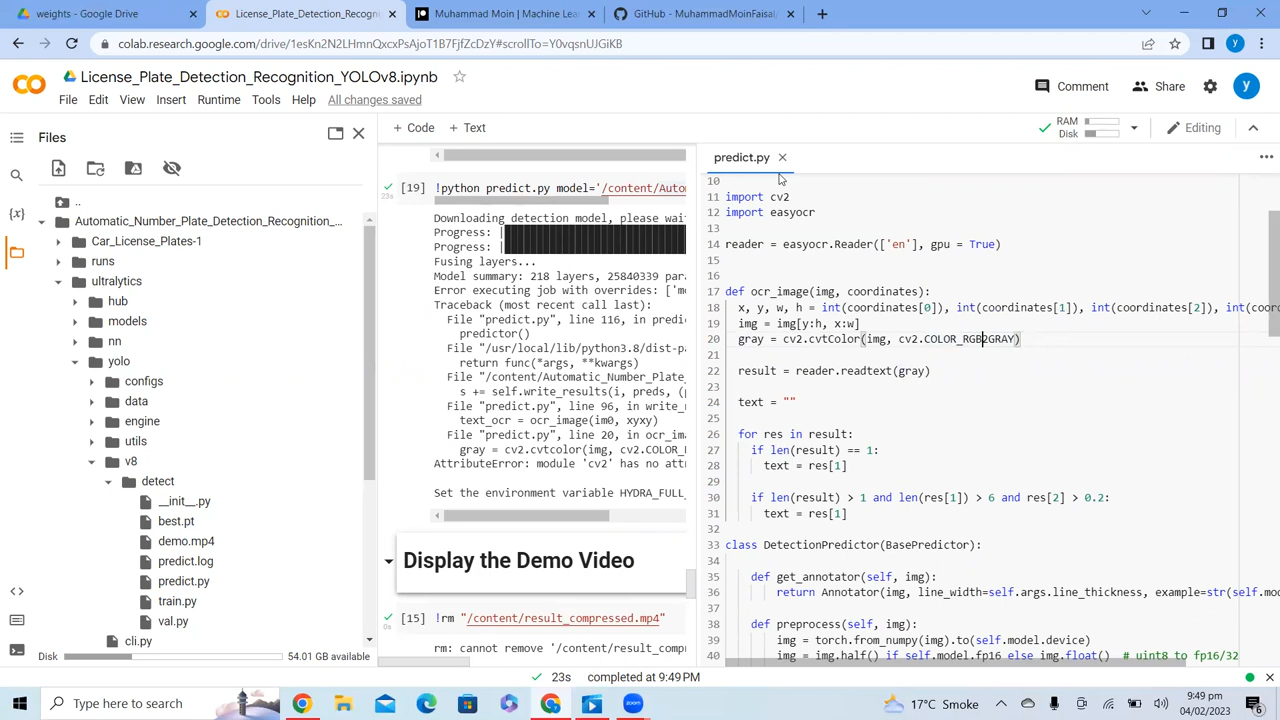 weights - Google Drive
License_Plate_Detection_Recogn
Muhammad Moin | Machine Lea
GitHub - MuhammadMoinFaisal/
colab.research.google.com/drive/1esKn2N2LHmnQxcxPsAjoT1B7FjfZcDzY#scrollTo=Y0vqsnUJGiKB
y
CO
License_Plate_Detection_Recognition_YOLOv8.ipynb
File Edit View Insert Runtime Tools Help All changes saved
Comment
Share
y
Files
+ Code + Text
RAM
Disk
Editing
..
Automatic_Number_Plate_Detection_Recognition_...
Car_License_Plates-1
runs
ultralytics
hub
models
nn
yolo
configs
data
engine
utils
v8
detect
__init__.py
best.pt
demo.mp4
predict.log
predict.py
train.py
val.py
cli.py
Disk
54.01 GB available
23s
[19] !python predict.py model='/content/Auto
Downloading detection model, please wai
Progress: |
Progress: |
Fusing layers...
Model summary: 218 layers, 25840339 para
Error executing job with overrides: ['mo
Traceback (most recent call last):
File "predict.py", line 116, in predic
predictor()
File "/usr/local/lib/python3.8/dist-pa
return func(*args, **kwargs)
File "/content/Automatic_Number_Plate_
s += self.write_results(i, preds, (p
File "predict.py", line 96, in write_r
text_ocr = ocr_image(im0, xyxy)
File "predict.py", line 20, in ocr_ima
gray = cv2.cvtcolor(img, cv2.COLOR_R
AttributeError: module 'cv2' has no attr
Set the environment variable HYDRA_FULL_
Display the Demo Video
0s
[15] !rm "/content/result_compressed.mp4"
rm: cannot remove '/content/result_compr
predict.py
10
11 import cv2
12 import easyocr
13
14 reader = easyocr.Reader(['en'], gpu = True)
15
16
17 def ocr_image(img, coordinates):
18 x, y, w, h = int(coordinates[0]), int(coordinates[1]), int(coordinates[2]), int(coordinates[3
19 img = img[y:h, x:w]
20 gray = cv2.cvtColor(img, cv2.COLOR_RGB2GRAY)
21
22 result = reader.readtext(gray)
23
24 text = ""
25
26 for res in result:
27 if len(result) == 1:
28 text = res[1]
29
30 if len(result) > 1 and len(res[1]) > 6 and res[2] > 0.2:
31 text = res[1]
32
33 class DetectionPredictor(BasePredictor):
34
35 def get_annotator(self, img):
36 return Annotator(img, line_width=self.args.line_thickness, example=str(self.mo
37
38 def preprocess(self, img):
39 img = torch.from_numpy(img).to(self.model.device)
40 img = img.half() if self.model.fp16 else img.float() # uint8 to fp16/32
23s completed at 9:49 PM
Type here to search
17°C Smoke
9:49 pm
04/02/2023
6